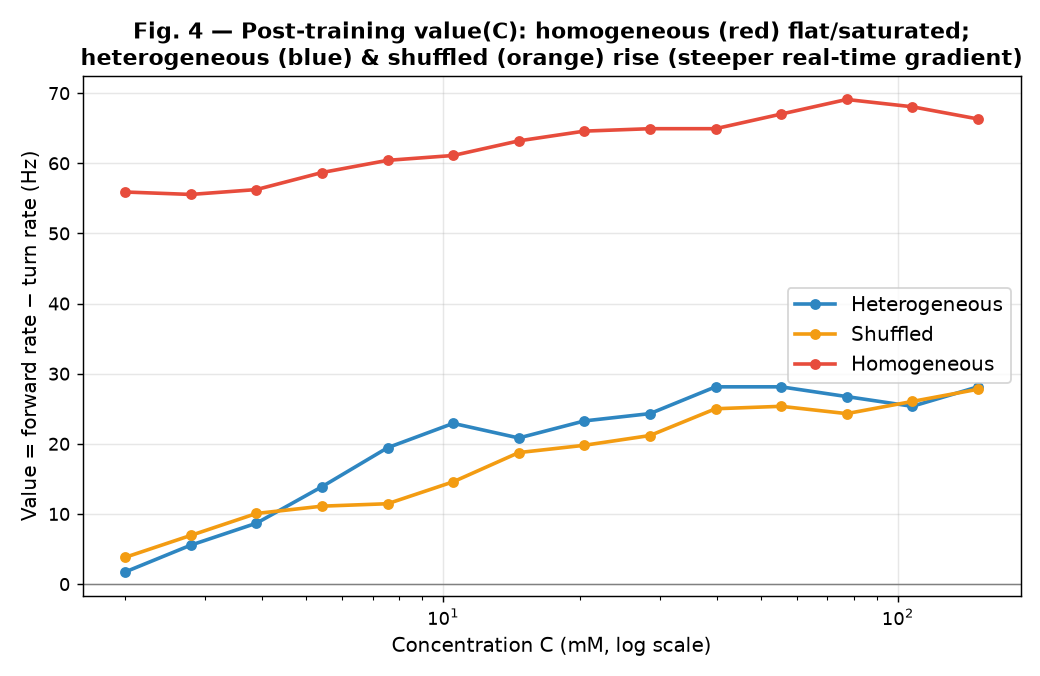 Fig. 4 — Post-training value(C): homogeneous (red) flat/saturated;
heterogeneous (blue) & shuffled (orange) rise (steeper real-time gradient)
Value = forward rate − turn rate (Hz)
70
60
50
40
30
20
10
0
Heterogeneous
Shuffled
Homogeneous
10¹
10²
Concentration C (mM, log scale)